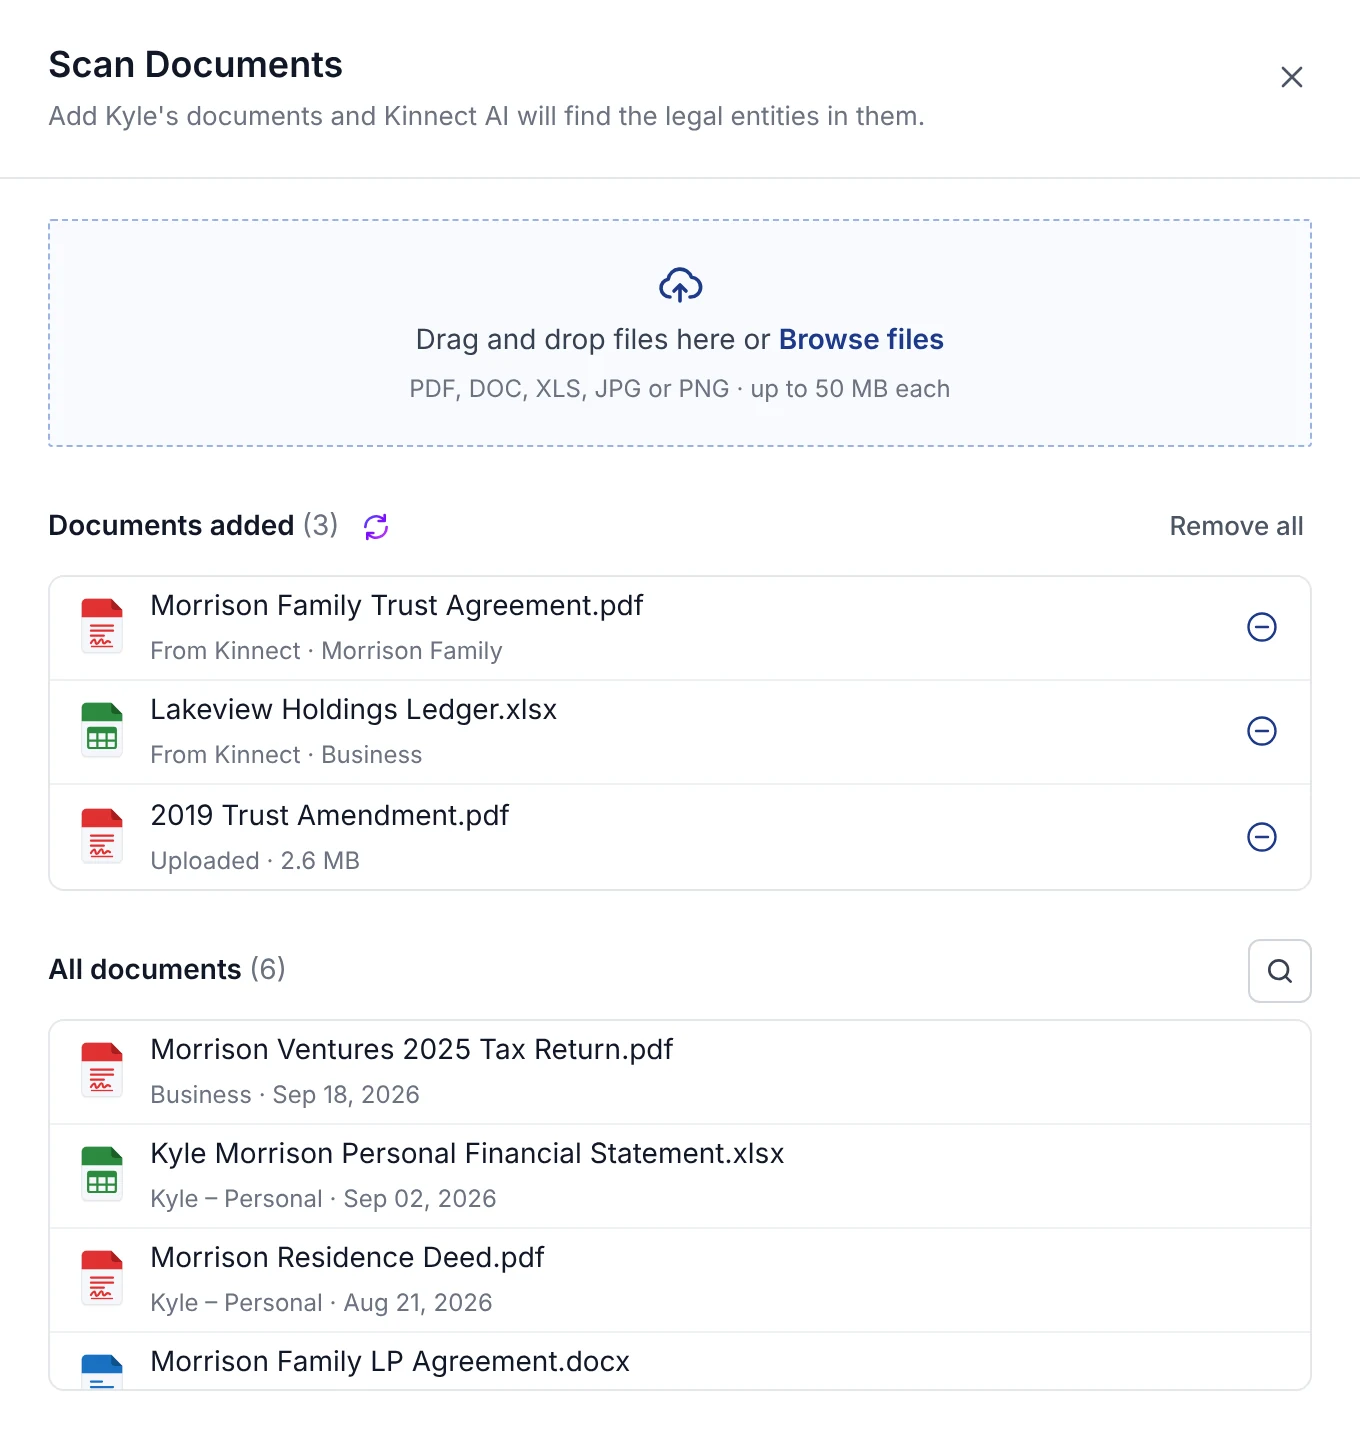 Scan Documents
Add Kyle's documents and Kinnect AI will find the legal entities in them.
Drag and drop files here or Browse files
PDF, DOC, XLS, JPG or PNG · up to 50 MB each
Documents added (3)
Remove all
Morrison Family Trust Agreement.pdf
From Kinnect · Morrison Family
Lakeview Holdings Ledger.xlsx
From Kinnect · Business
2019 Trust Amendment.pdf
Uploaded · 2.6 MB
All documents (6)
Morrison Ventures 2025 Tax Return.pdf
Business · Sep 18, 2026
Kyle Morrison Personal Financial Statement.xlsx
Kyle – Personal · Sep 02, 2026
Morrison Residence Deed.pdf
Kyle – Personal · Aug 21, 2026
Morrison Family LP Agreement.docx